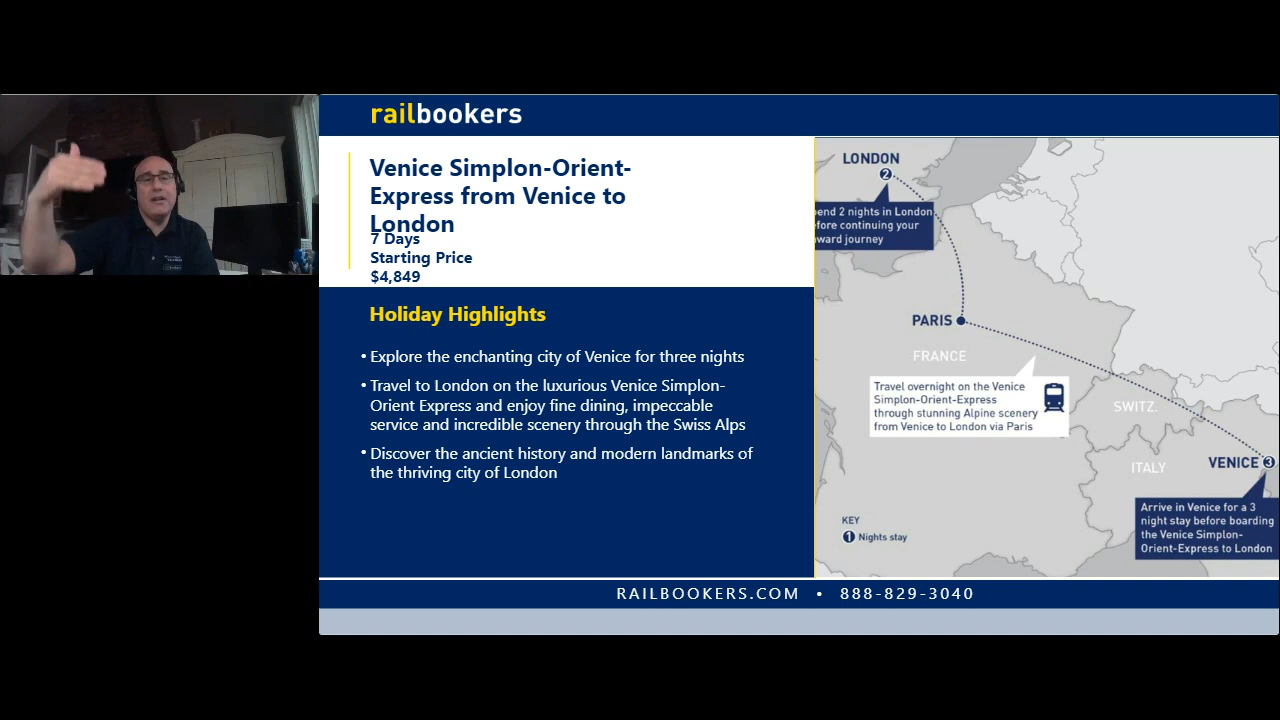 railbookers
Venice Simplon-Orient-
Express from Venice to
London
7 Days
Starting Price
$4,849
Holiday Highlights
• Explore the enchanting city of Venice for three nights
• Travel to London on the luxurious Venice Simplon-
Orient Express and enjoy fine dining, impeccable
service and incredible scenery through the Swiss Alps
• Discover the ancient history and modern landmarks of
the thriving city of London
LONDON
2
pend 2 nights in London
efore continuing your
nward journey
PARIS
FRANCE
Travel overnight on the Venice
Simplon-Orient-Express
through stunning Alpine scenery
from Venice to London via Paris
SWITZ.
ITALY
VENICE 3
Arrive in Venice for a 3
night stay before boarding
the Venice Simplon-
Orient-Express to London
KEY
1 Nights stay
RAILBOOKERS.COM • 888-829-3040